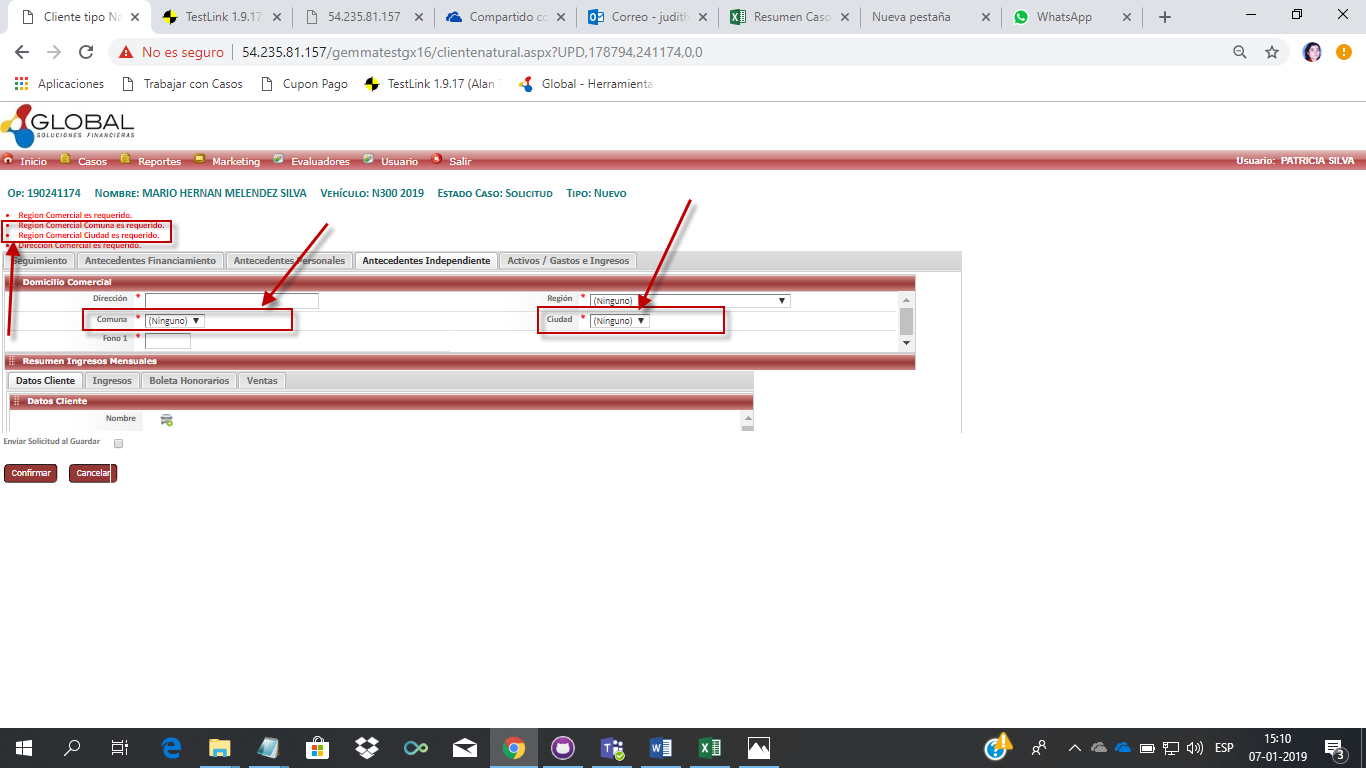 Cliente tipo Na
TestLink 1.9.17
54.235.81.157
Compartido co
Correo - judith
Resumen Caso
Nueva pestaña
WhatsApp
No es seguro 54.235.81.157/gemmatestgx16/clientenatural.aspx?UPD,178794,241174,0,0
Aplicaciones
Trabajar con Casos
Cupon Pago
TestLink 1.9.17 (Alan
Global - Herramienta
GLOBAL
SOLUCIONES FINANCIERAS
Inicio
Casos
Reportes
Marketing
Evaluadores
Usuario
Salir
Usuario: PATRICIA SILVA
OP: 190241174 NOMBRE: MARIO HERNAN MELENDEZ SILVA VEHÍCULO: N300 2019 ESTADO CASO: SOLICITUD TIPO: NUEVO
Region Comercial es requerido.
Region Comercial Comuna es requerido.
Region Comercial Ciudad es requerido.
Direccion Comercial es requerido.
Seguimiento
Antecedentes Financiamiento
Antecedentes Personales
Antecedentes Independiente
Activos / Gastos e Ingresos
Domicilio Comercial
Dirección *
Región * (Ninguno)
Comuna * (Ninguno)
Ciudad * (Ninguno)
Fono 1 *
Resumen Ingresos Mensuales
Datos Cliente
Ingresos
Boleta Honorarios
Ventas
Datos Cliente
Nombre
Enviar Solicitud al Guardar
Confirmar
Cancelar
ESP
15:10
07-01-2019
3